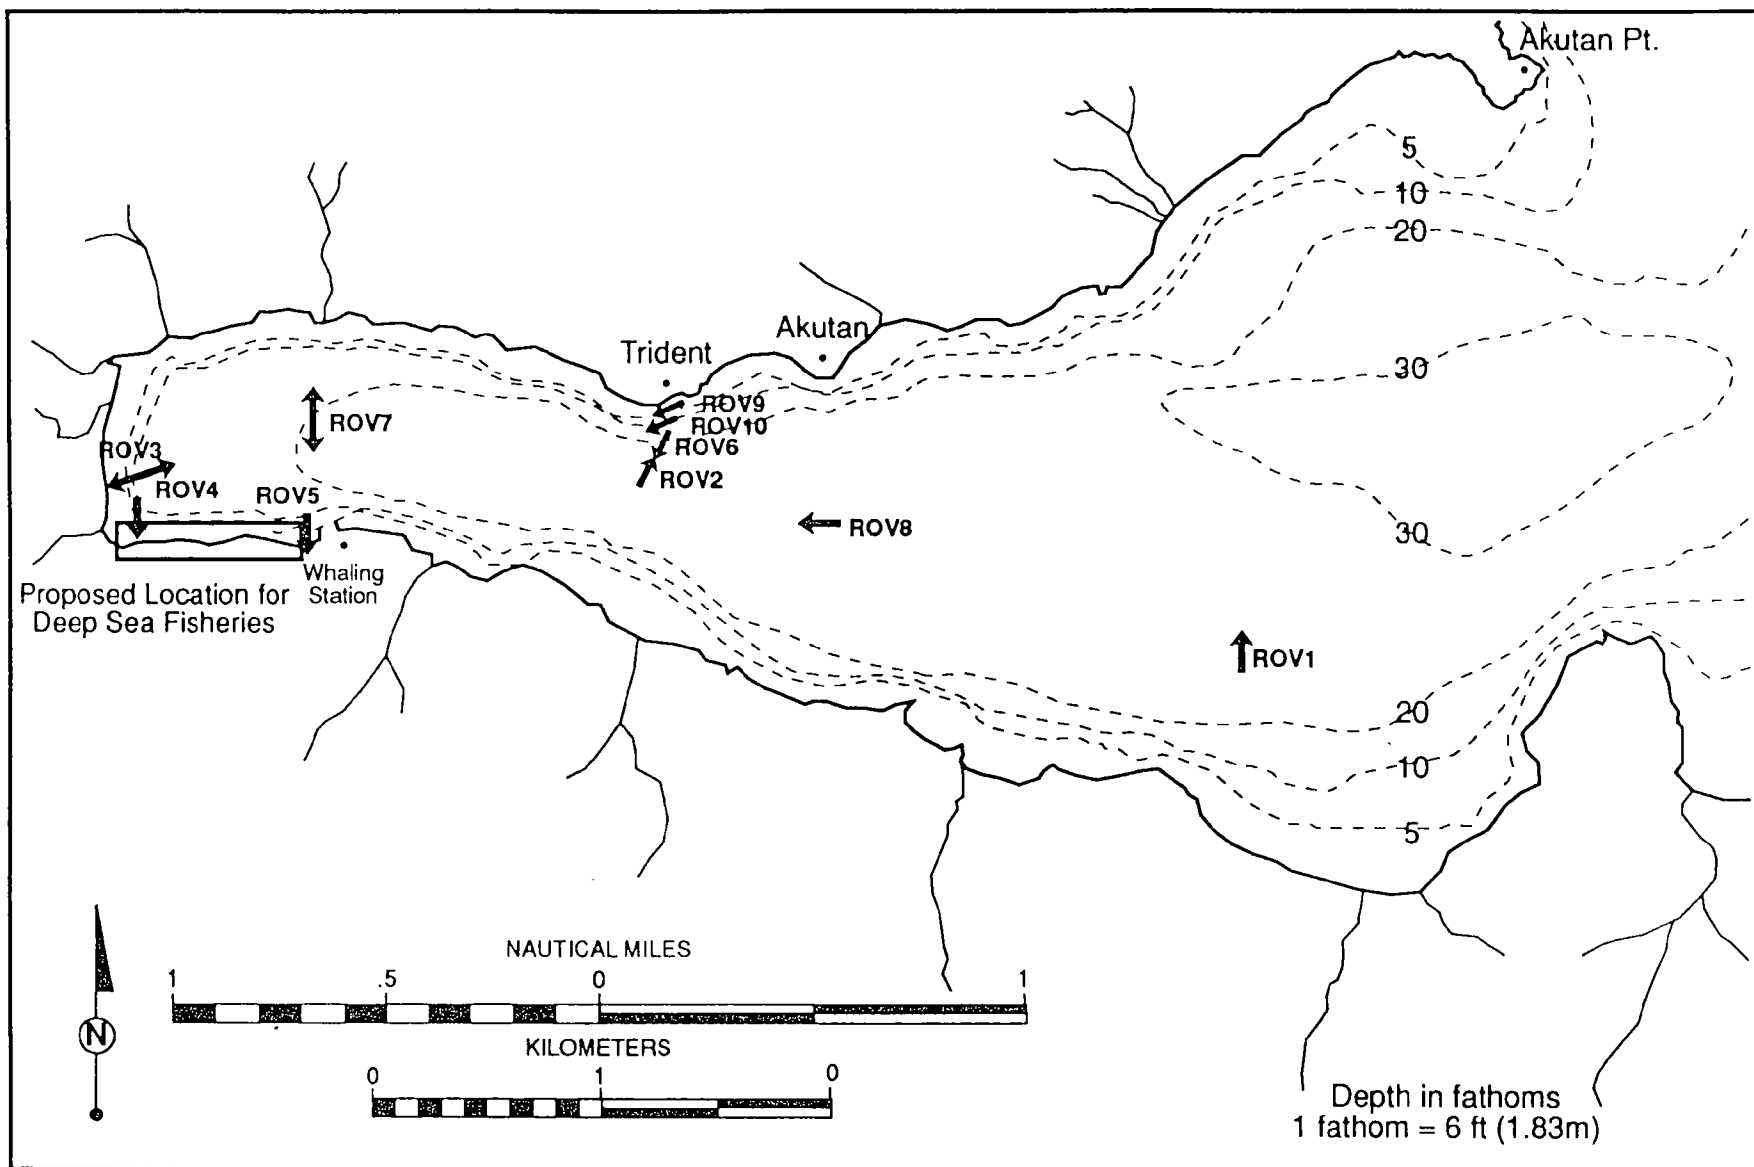 Akutan Pt.
5
10
20
Akutan
Trident
30
ROV9
ROV10
ROV7
ROV6
ROV3
ROV2
ROV4
ROV5
ROV8
30
Whaling
Station
Proposed Location for
Deep Sea Fisheries
ROV1
20
10
5
NAUTICAL MILES
1 .5 0 1
N
KILOMETERS
0 1 0
Depth in fathoms
1 fathom = 6 ft (1.83m)